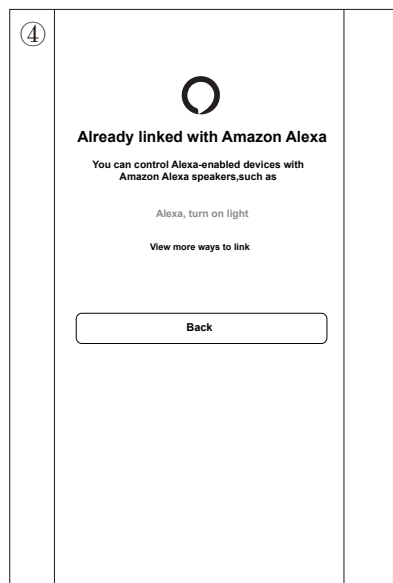 ④
Already linked with Amazon Alexa
You can control Alexa-enabled devices with
Amazon Alexa speakers,such as
Alexa, turn on light
View more ways to link
Back